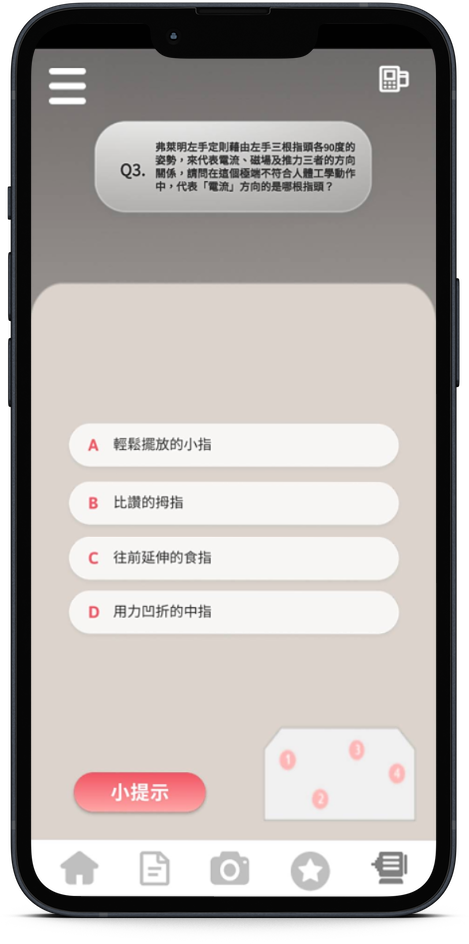 Q3.
弗萊明左手定則藉由左手三根指頭各90度的
姿勢，來代表電流、磁場及推力三者的方向
關係，請問在這個極端不符合人體工學動作
中，代表「電流」方向的是哪根指頭？
A 輕鬆擺放的小指
B 比讚的拇指
C 往前延伸的食指
D 用力凹折的中指
小提示
1
3
4
2